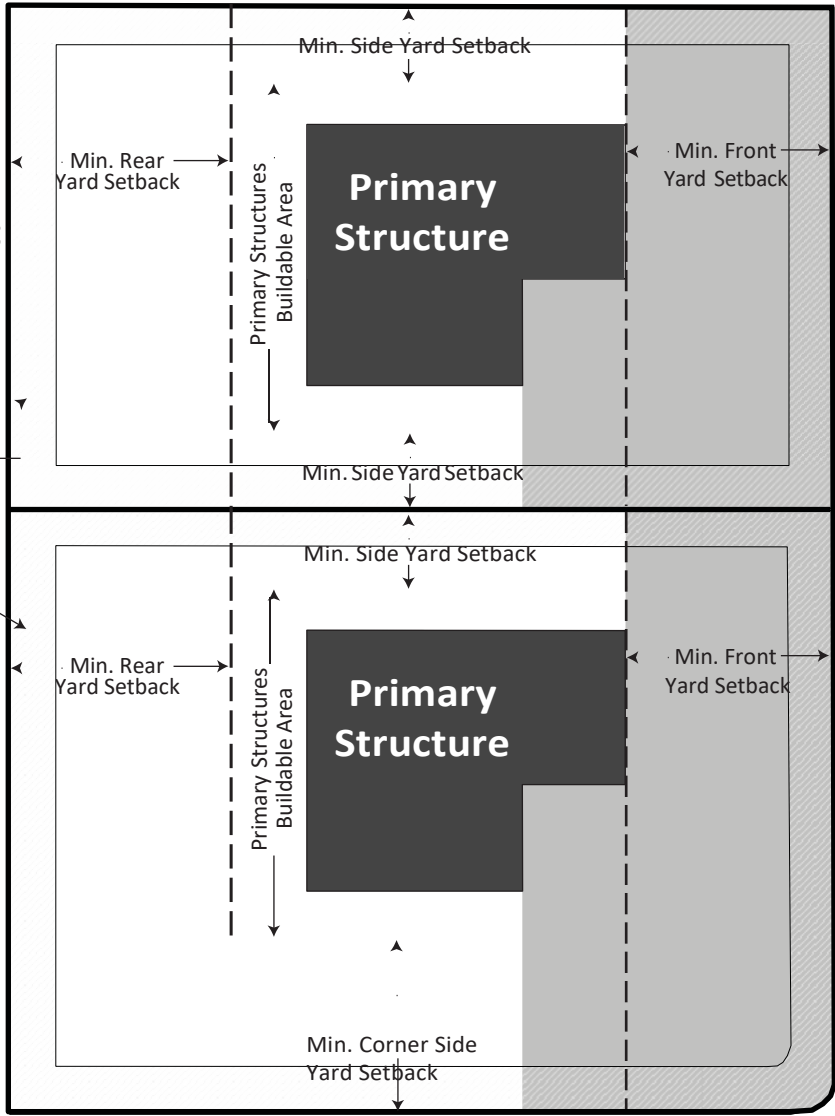 Min. Side Yard Setback
Min. Rear
Yard Setback
Primary Structures
Buildable Area
Primary
Structure
Min. Front
Yard Setback
Min. Side Yard Setback
Min. Side Yard Setback
Min. Rear
Yard Setback
Primary Structures
Buildable Area
Primary
Structure
Min. Front
Yard Setback
Min. Corner Side
Yard Setback